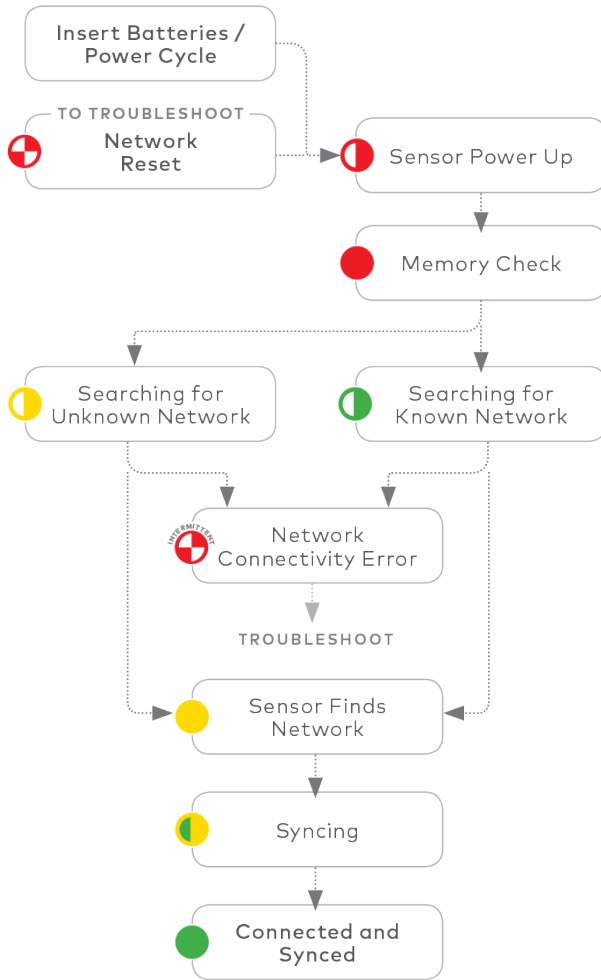 Insert Batteries /
Power Cycle
TO TROUBLESHOOT
Network
Reset
Sensor Power Up
Memory Check
Searching for
Unknown Network
Searching for
Known Network
INTERMITTENT
Network
Connectivity Error
TROUBLESHOOT
Sensor Finds
Network
Syncing
Connected and
Synced